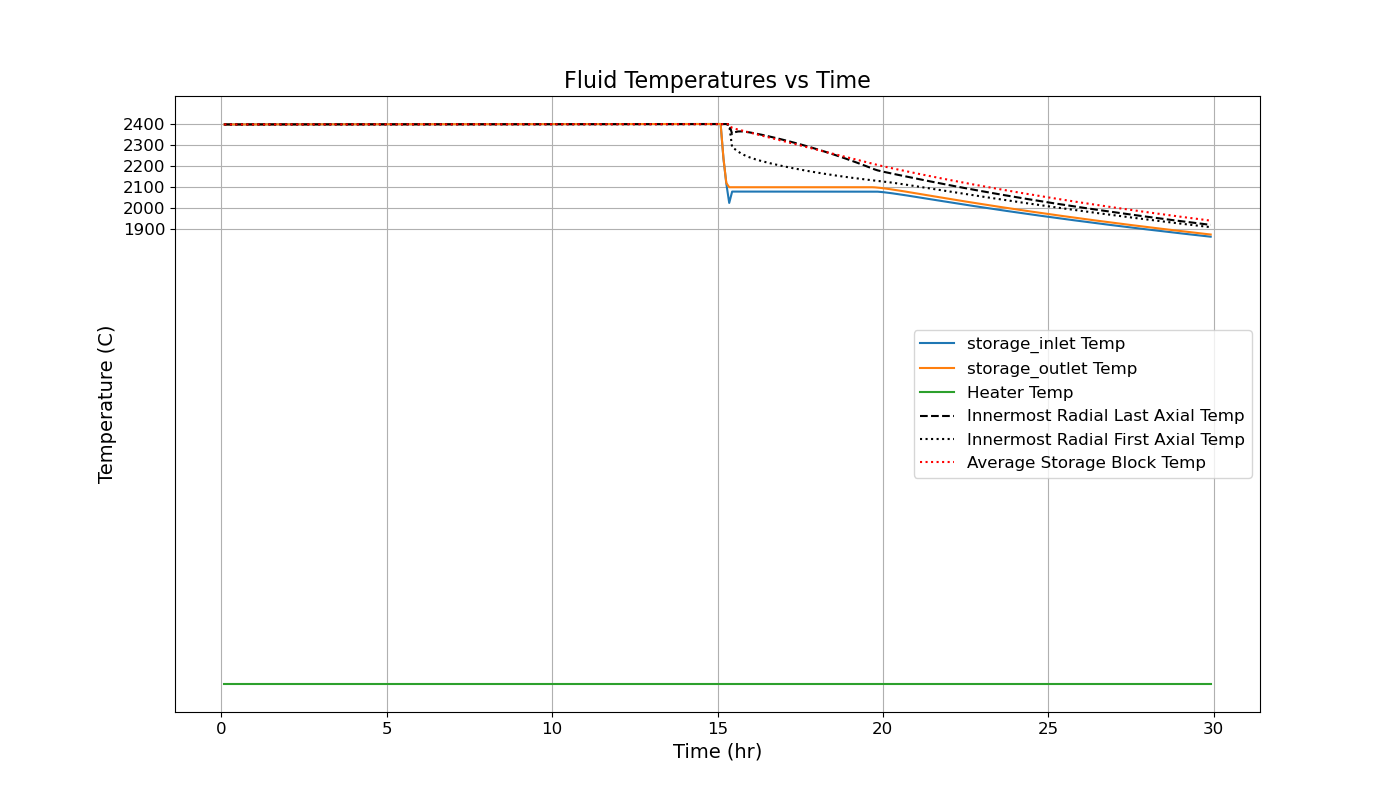 Fluid Temperatures vs Time
2400
2300
2200
2100
2000
1900
Temperature (C)
storage_inlet Temp
storage_outlet Temp
Heater Temp
Innermost Radial Last Axial Temp
Innermost Radial First Axial Temp
Average Storage Block Temp
0 5 10 15 20 25 30
Time (hr)